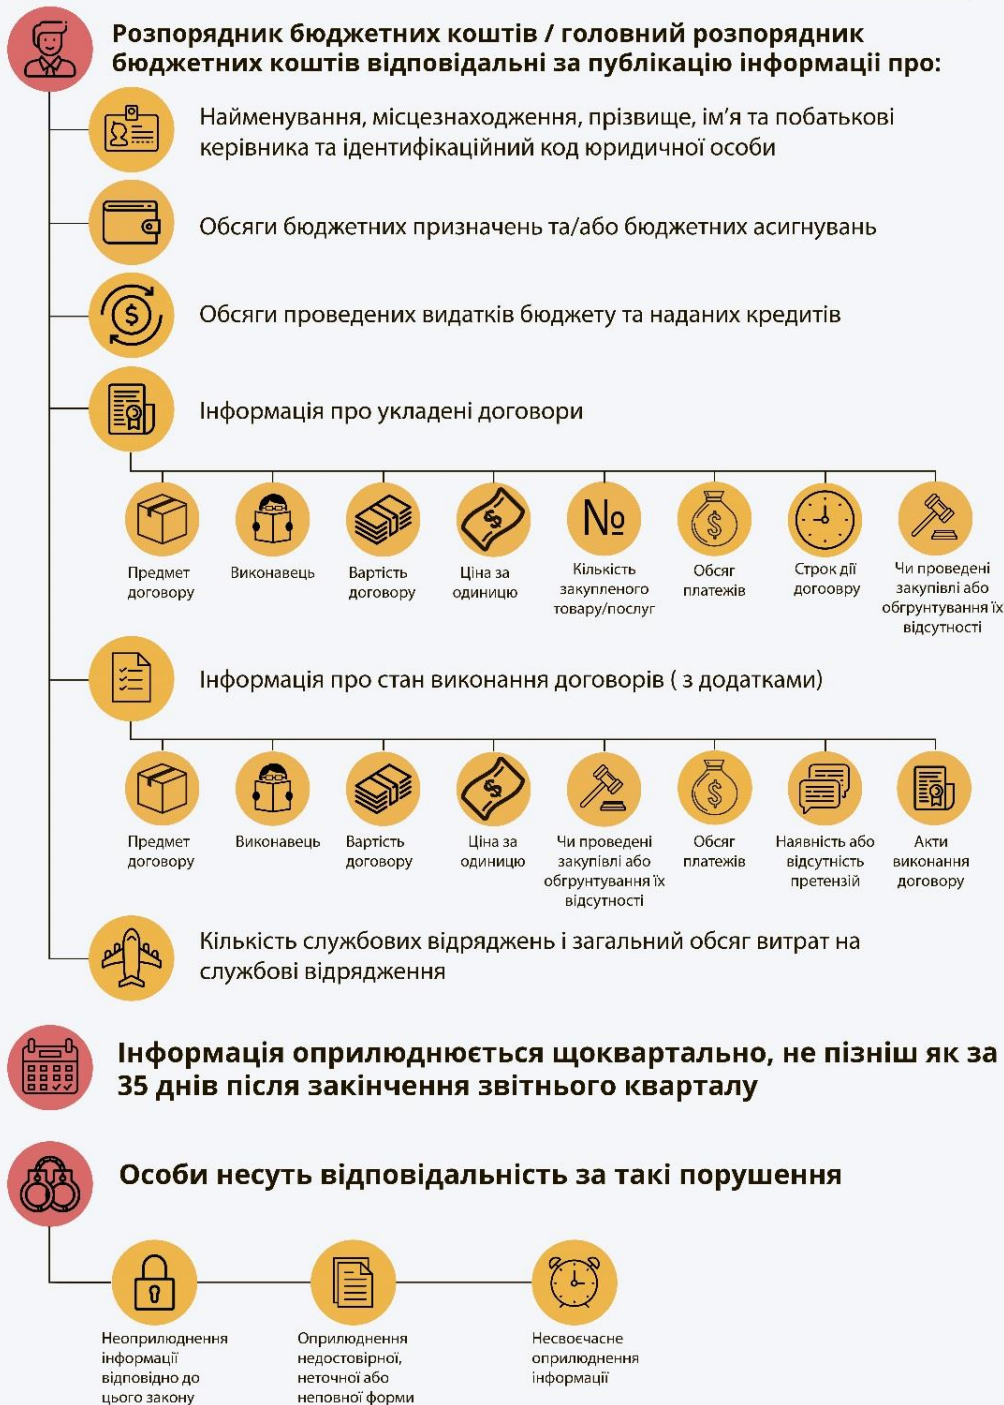 Розпорядник бюджетних коштів / головний розпорядник
бюджетних коштів відповідальні за публікацію інформаціі про:
Найменування, місцезнаходження, прізвище, ім'я та побатькові
керівника та ідентифікаційний код юридичної особи
Обсяги бюджетних призначень та/або бюджетних асигнувань
$
Обсяги проведених видатків бюджету та наданих кредитів
Інформація про укладені договори
$
№
$
Предмет
договору
Виконавець
Вартість
договору
Ціна за
одиницю
Кількість
закупленого
товару/послуг
Обсяг
платежів
Строк дії
догоовру
Чи проведені
закупівлі або
обгрунтування їх
відсутності
Інформація про стан виконання договорів ( з додатками)
$
$
Предмет
договору
Виконавець
Вартість
договору
Ціна за
одиницю
Чи проведені
закупівлі або
обгрунтування їх
відсутності
Обсяг
платежів
Наявність або
відсутність
претензій
Акти
виконання
договору
Кількість службових відряджень і загальний обсяг витрат на
службові відрядження
Інформація оприлюднюється щоквартально, не пізніш як за
35 днів після закінчення звітнього кварталу
Особи несуть відповідальність за такі порушення
Неоприлюднення
інформації
відповідно до
цього закону
Оприлюднення
недостовірної,
неточної або
неповної форми
Несвоєчасне
оприлюднення
інформації